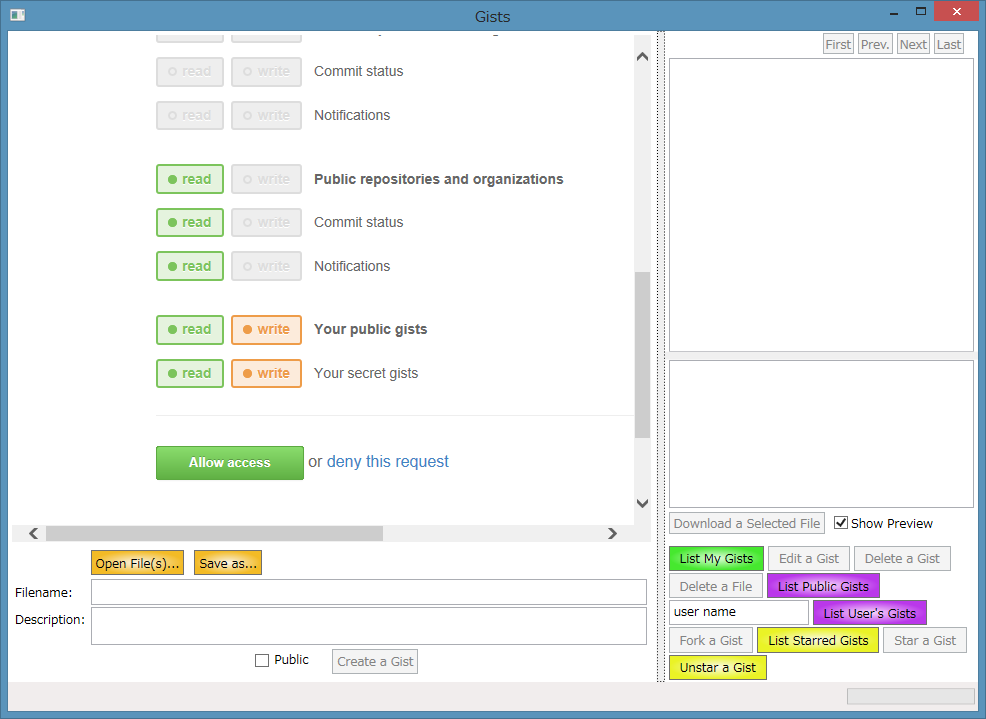 Gists
First Prev. Next Last
read write Commit status
read write Notifications
read write Public repositories and organizations
read write Commit status
read write Notifications
read write Your public gists
read write Your secret gists
Allow access or deny this request
Open File(s)... Save as...
Filename:
Description:
Public Create a Gist
Download a Selected File Show Preview
List My Gists Edit a Gist Delete a Gist
Delete a File List Public Gists
user name List User's Gists
Fork a Gist List Starred Gists Star a Gist
Unstar a Gist